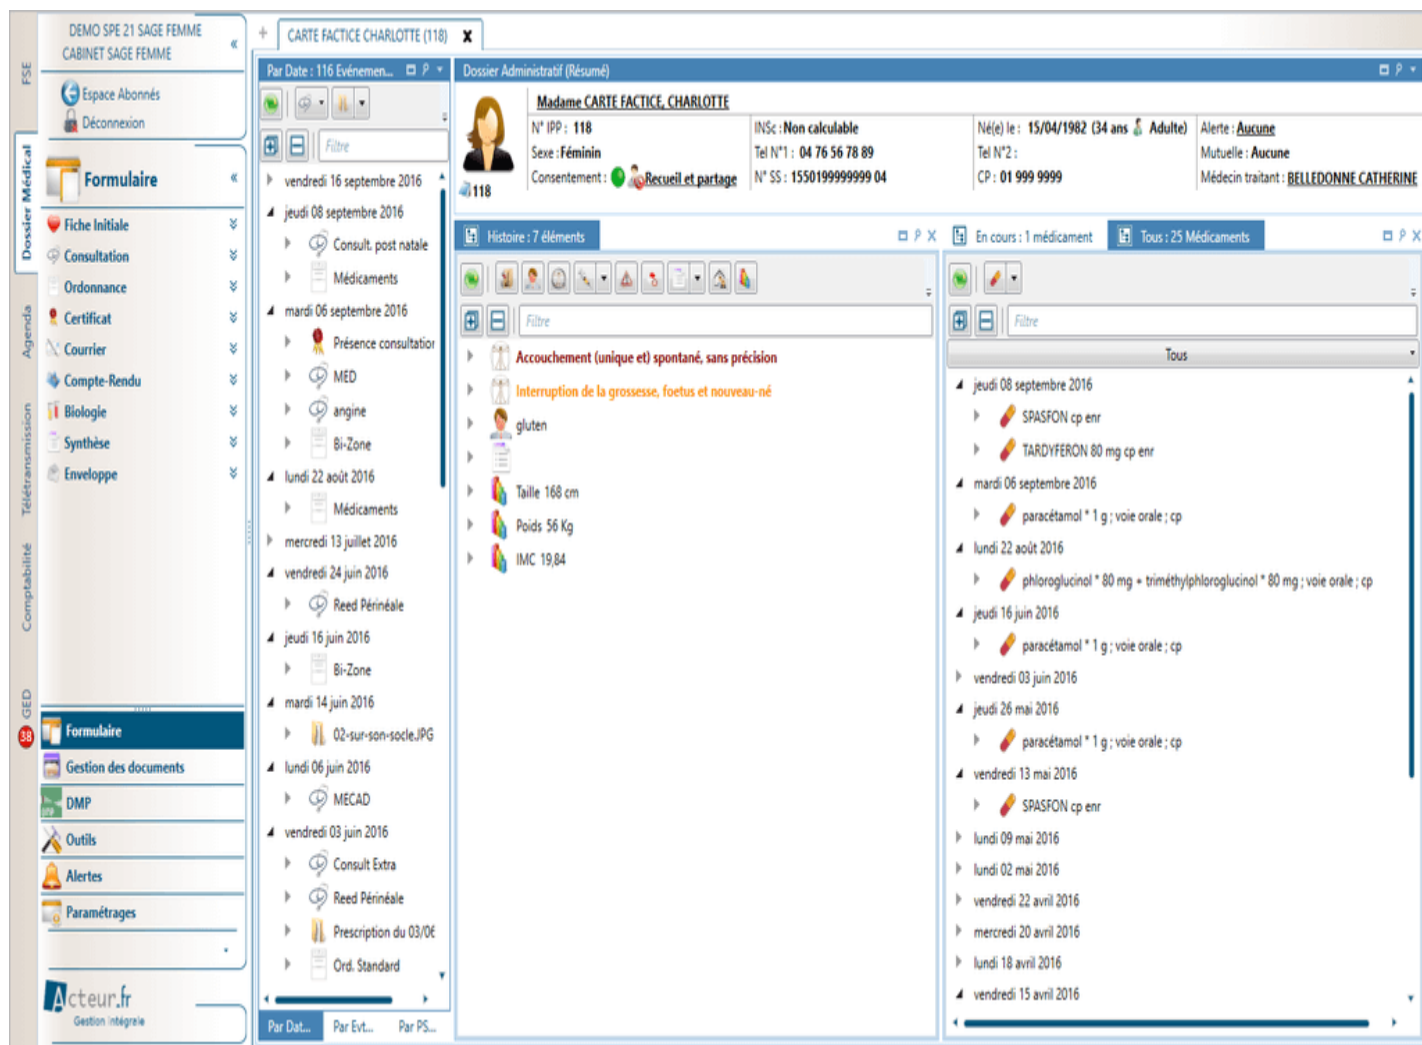 DEMO SPE 21 SAGE FEMME
CABINET SAGE FEMME
«
Espace Abonnés
Déconnexion
Formulaire
«
Fiche Initiale
Consultation
Ordonnance
Certificat
Courrier
Compte-Rendu
Biologie
Synthèse
Enveloppe
Formulaire
Gestion des documents
DMP
Outils
Alertes
Paramétrages
Acteur.fr
Gestion intégrale
FSE
Dossier Médical
Agenda
Télétransmission
Comptabilité
GED
38
+ CARTE FACTICE CHARLOTTE (118) X
Par Date : 116 Evénemen...
Filtre
vendredi 16 septembre 2016
jeudi 08 septembre 2016
Consult. post natale
Médicaments
mardi 06 septembre 2016
Présence consultation
MED
angine
Bi-Zone
lundi 22 août 2016
Médicaments
mercredi 13 juillet 2016
vendredi 24 juin 2016
Reed Périnéale
jeudi 16 juin 2016
Bi-Zone
mardi 14 juin 2016
02-sur-son-socle.JPG
lundi 06 juin 2016
MECAD
vendredi 03 juin 2016
Consult Extra
Reed Périnéale
Prescription du 03/06
Ord. Standard
Par Dat... Par Evt... Par PS...
Dossier Administratif (Résumé)
Madame CARTE FACTICE, CHARLOTTE
N° IPP : 118
Sexe : Féminin
Consentement : Recueil et partage
118
INSc : Non calculable
Tel N°1 : 04 76 56 78 89
N° SS : 1550199999999 04
Né(e) le : 15/04/1982 (34 ans Adulte)
Tel N°2 :
CP : 01 999 9999
Alerte : Aucune
Mutuelle : Aucune
Médecin traitant : BELLEDONNE CATHERINE
Histoire : 7 éléments
Filtre
Accouchement (unique et) spontané, sans précision
Interruption de la grossesse, foetus et nouveau-né
gluten
Taille 168 cm
Poids 56 Kg
IMC 19,84
En cours : 1 médicament Tous : 25 Médicaments
Filtre
Tous
jeudi 08 septembre 2016
SPASFON cp enr
TARDYFERON 80 mg cp enr
mardi 06 septembre 2016
paracétamol * 1 g ; voie orale ; cp
lundi 22 août 2016
phloroglucinol * 80 mg + triméthylphloroglucinol * 80 mg ; voie orale ; cp
jeudi 16 juin 2016
paracétamol * 1 g ; voie orale ; cp
vendredi 03 juin 2016
jeudi 26 mai 2016
paracétamol * 1 g ; voie orale ; cp
vendredi 13 mai 2016
SPASFON cp enr
lundi 09 mai 2016
lundi 02 mai 2016
vendredi 22 avril 2016
mercredi 20 avril 2016
lundi 18 avril 2016
vendredi 15 avril 2016